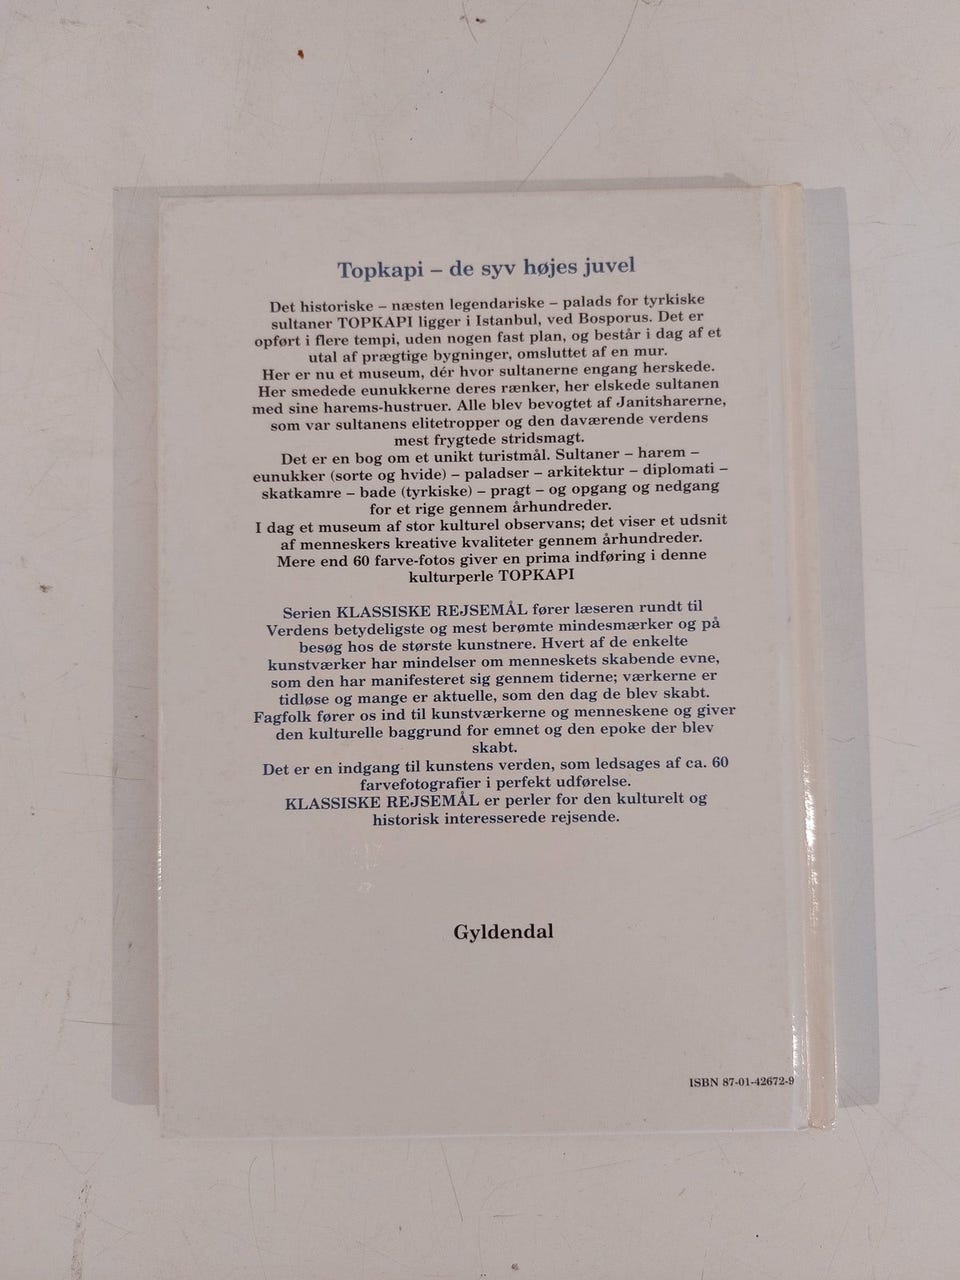 Topkapi – de syv højes juvel
Det historiske – næsten legendariske – palads for tyrkiske
sultaner TOPKAPI ligger i Istanbul, ved Bosporus. Det er
opført i flere tempi, uden nogen fast plan, og består i dag af et
utal af prægtige bygninger, omsluttet af en mur.
Her er nu et museum, dér hvor sultanerne engang herskede.
Her smedede eunukkerne deres rænker, her elskede sultanen
med sine harems-hustruer. Alle blev bevogtet af Janitsharerne,
som var sultanens elitetropper og den daværende verdens
mest frygtede stridsmagt.
Det er en bog om et unikt turistmål. Sultaner – harem –
eunukker (sorte og hvide) – paladser – arkitektur – diplomati –
skatkamre – bade (tyrkiske) – pragt – og opgang og nedgang
for et rige gennem århundreder.
I dag et museum af stor kulturel observans; det viser et udsnit
af menneskers kreative kvaliteter gennem århundreder.
Mere end 60 farve-fotos giver en prima indføring i denne
kulturperle TOPKAPI
Serien KLASSISKE REJSEMÅL fører læseren rundt til
Verdens betydeligste og mest berømte mindesmærker og på
besøg hos de største kunstnere. Hvert af de enkelte
kunstværker har mindelser om menneskets skabende evne,
som den har manifesteret sig gennem tiderne; værkerne er
tidløse og mange er aktuelle, som den dag de blev skabt.
Fagfolk fører os ind til kunstværkerne og menneskene og giver
den kulturelle baggrund for emnet og den epoke der blev
skabt.
Det er en indgang til kunstens verden, som ledsages af ca. 60
farvefotografier i perfekt udførelse.
KLASSISKE REJSEMÅL er perler for den kulturelt og
historisk interesserede rejsende.
Gyldendal
ISBN 87-01-42672-9